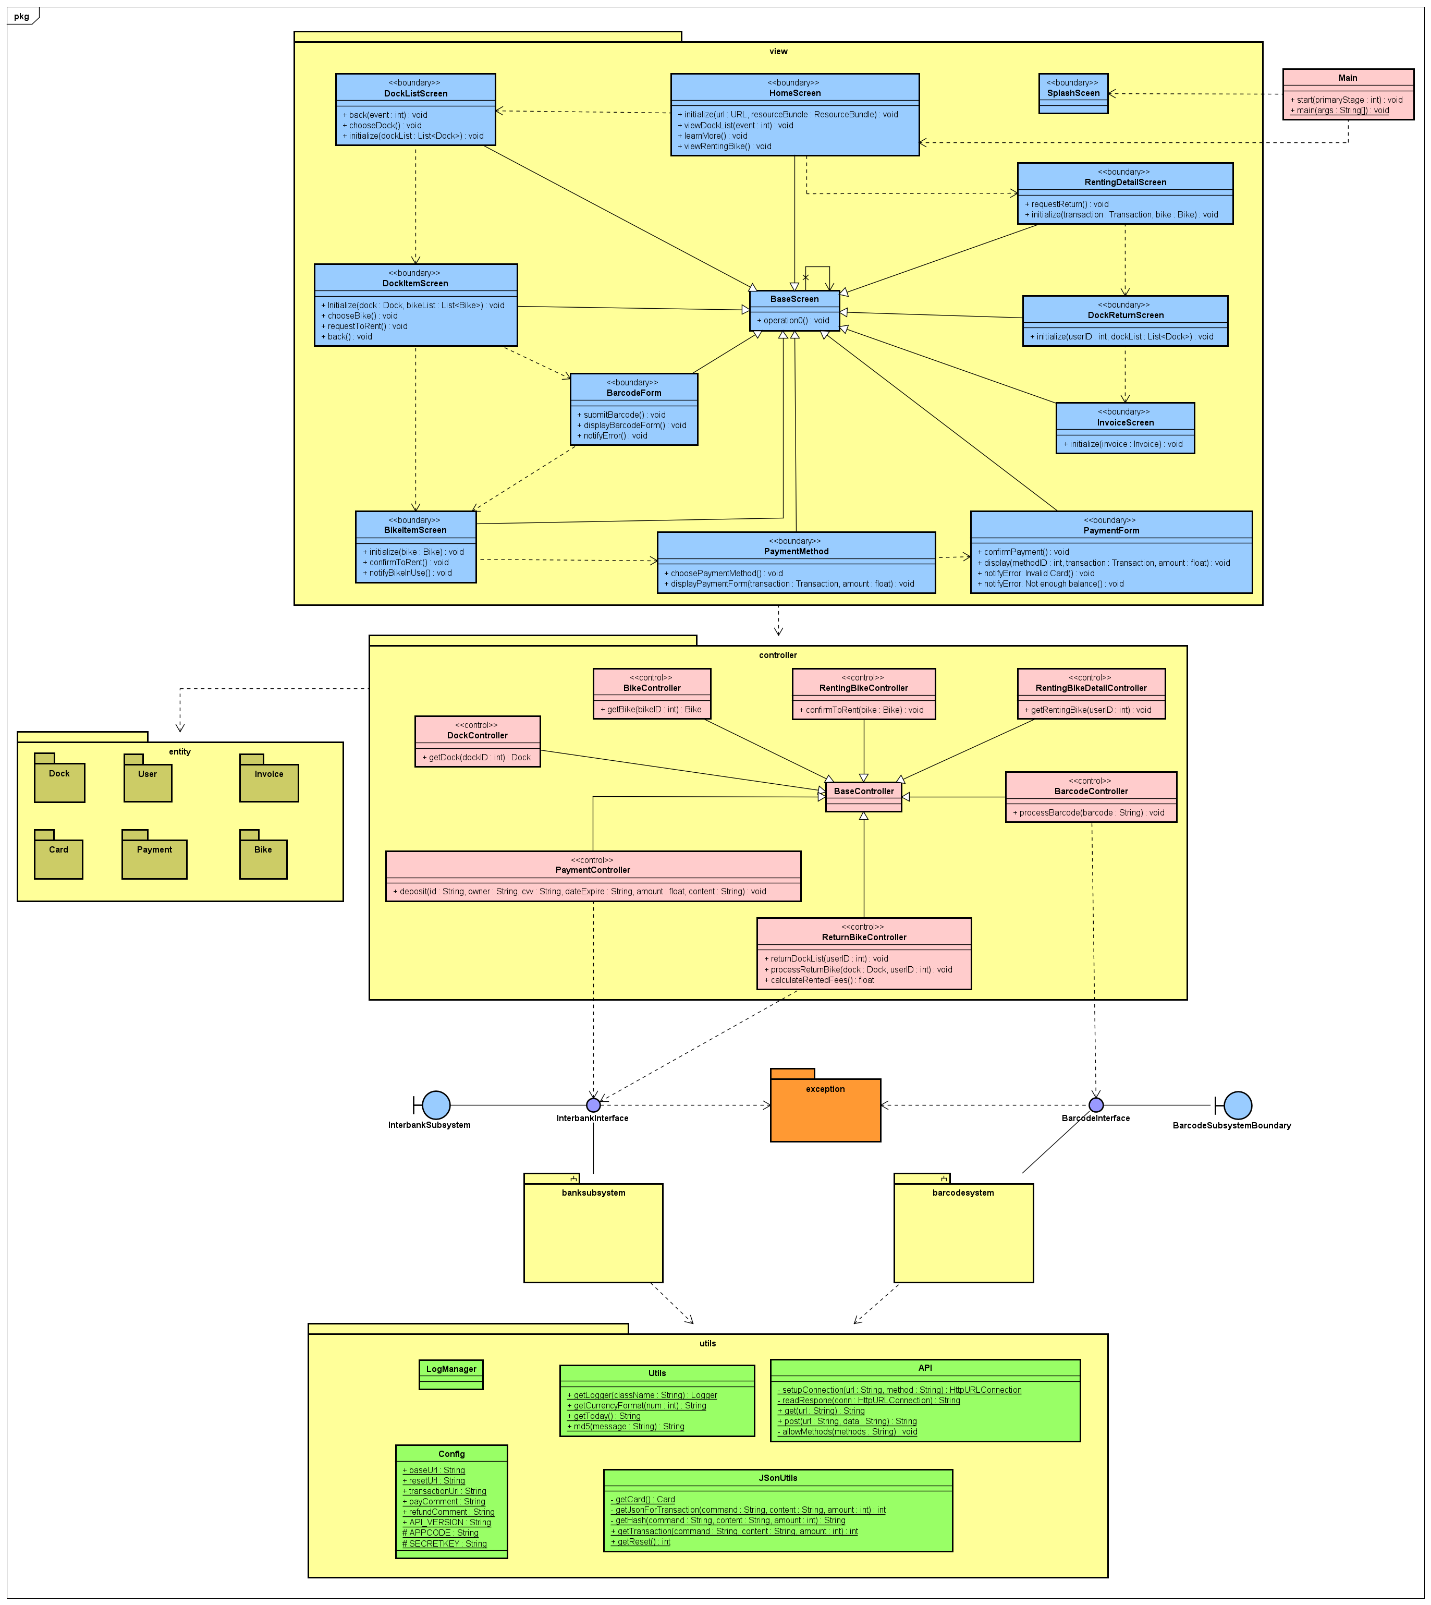 pkg
view
<<boundary>>
DockListScreen
+ back(event : int) : void
+ chooseDock() : void
+ initialize(dockList : List<Dock>) : void
<<boundary>>
HomeScreen
+ initialize(url : URL, resourceBundle : ResourceBundle) : void
+ viewDockList(event : int) : void
+ learnMore() : void
+ viewRentingBike() : void
<<boundary>>
SplashSceen
Main
+ start(primaryStage : int) : void
+ main(args : String[]) : void
<<boundary>>
RentingDetailScreen
+ requestReturn() : void
+ initialize(transaction : Transaction, bike : Bike) : void
<<boundary>>
DockItemScreen
+ Initialize(dock : Dock, bikeList : List<Bike>) : void
+ chooseBike() : void
+ requestToRent() : void
+ back() : void
BaseScreen
+ operation0() : void
<<boundary>>
DockReturnScreen
+ initialize(userID : int, dockList : List<Dock>) : void
<<boundary>>
BarcodeForm
+ submitBarcode() : void
+ displayBarcodeForm() : void
+ notifyError() : void
<<boundary>>
InvoiceScreen
+ initialize(invoice : Invoice) : void
<<boundary>>
BikeItemScreen
+ initialize(bike : Bike) : void
+ confirmToRent() : void
+ notifyBikeInUse() : void
<<boundary>>
PaymentMethod
+ choosePaymentMethod() : void
+ displayPaymentForm(transaction : Transaction, amount : float) : void
<<boundary>>
PaymentForm
+ confirmPayment() : void
+ display(methodID : int, transaction : Transaction, amount : float) : void
+ notifyError: Invalid Card() : void
+ notifyError: Not enough balance() : void
controller
<<control>>
BikeController
+ getBike(bikeID : int) : Bike
<<control>>
RentingBikeController
+ confirmToRent(bike : Bike) : void
<<control>>
RentingBikeDetailController
+ getRentingBike(userID : int) : void
<<control>>
DockController
+ getDock(dockID : int) : Dock
BaseController
<<control>>
BarcodeController
+ processBarcode(barcode : String) : void
<<control>>
PaymentController
+ deposit(id : String, owner : String, cvv : String, dateExpire : String, amount : float, content : String) : void
<<control>>
ReturnBikeController
+ returnDockList(userID : int) : void
+ processReturnBike(dock : Dock, userID : int) : void
+ calculateRentedFees() : float
entity
Dock
User
Invoice
Card
Payment
Bike
exception
InterbankSubsystem
InterbankInterface
BarcodeInterface
BarcodeSubsystemBoundary
banksubsystem
barcodesystem
utils
LogManager
Utils
+ getLogger(className : String) : Logger
+ getCurrencyFormat(num : int) : String
+ getToday() : String
+ md5(message : String) : String
API
- setupConnection(url : String, method : String) : HttpURLConnection
- readRespone(conn : HttpURLConnection) : String
+ get(url : String) : String
+ post(url : String, data : String) : String
- allowMethods(methods : String) : void
Config
+ baseUrl : String
+ resetUrl : String
+ transactionUrl : String
+ payComment : String
+ refundComment : String
+ API_VERSION : String
# APPCODE : String
# SECRETKEY : String
JSonUtils
- getCard() : Card
- getJsonForTransaction(command : String, content : String, amount : int) : int
- getHash(command : String, content : String, amount : int) : String
+ getTransaction(command : String, content : String, amount : int) : int
+ getReset() : int